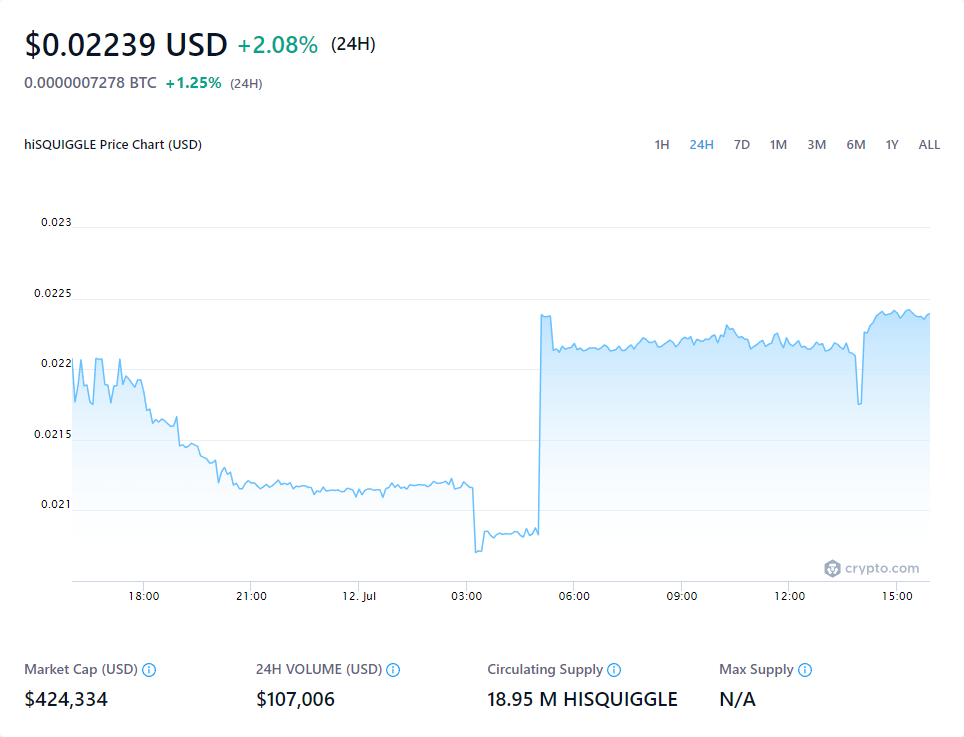 $0.02239 USD +2.08% (24H)
0.0000007278 BTC +1.25% (24H)
hiSQUIGGLE Price Chart (USD) 1H 24H 7D 1M 3M 6M 1Y ALL
0.023
0.0225
0.022
0.0215
0.021
crypto.com
18:00 21:00 12. Jul 03:00 06:00 09:00 12:00 15:00
Market Cap (USD) 24H VOLUME (USD) Circulating Supply Max Supply
$424,334 $107,006 18.95 M HISQUIGGLE N/A